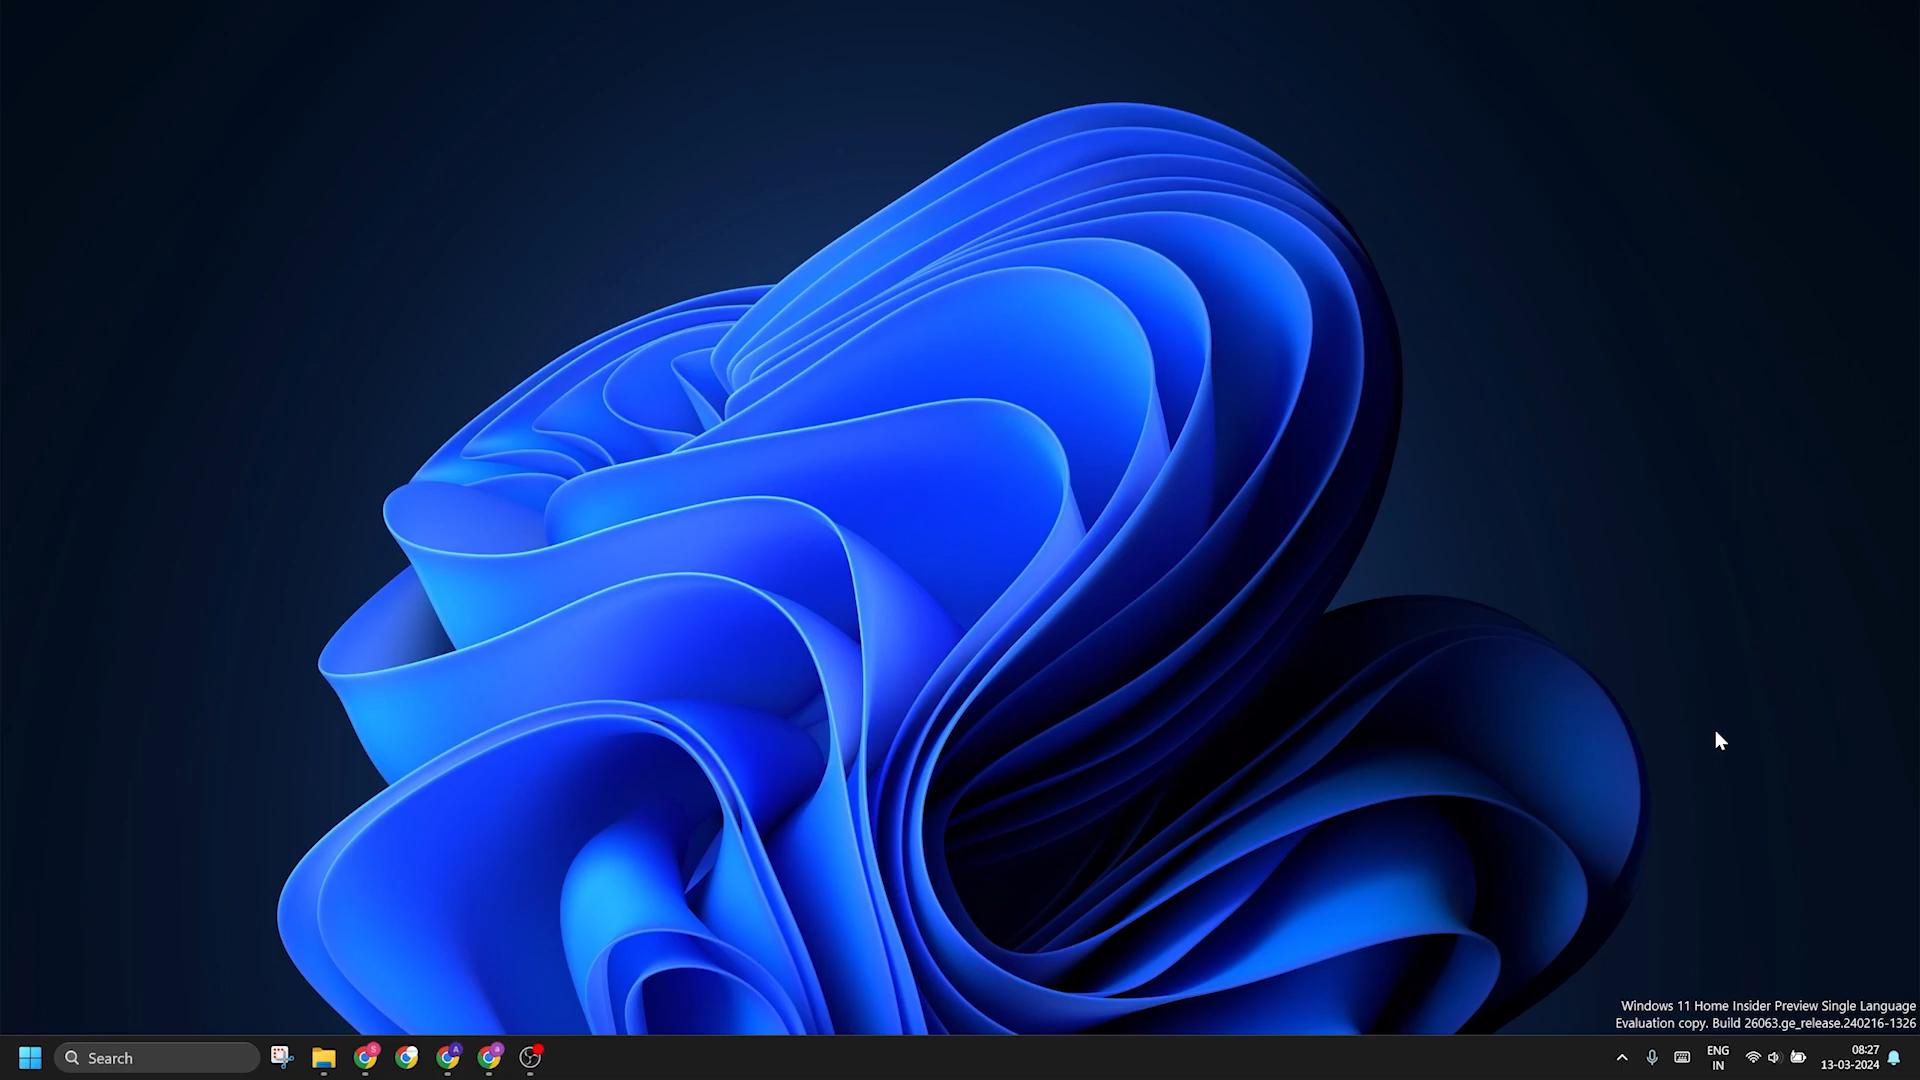 Windows 11 Home Insider Preview Single Language
Evaluation copy. Build 26063.ge_release.240216-1326
Search
S
A
a
ENG
IN
08:27
13-03-2024